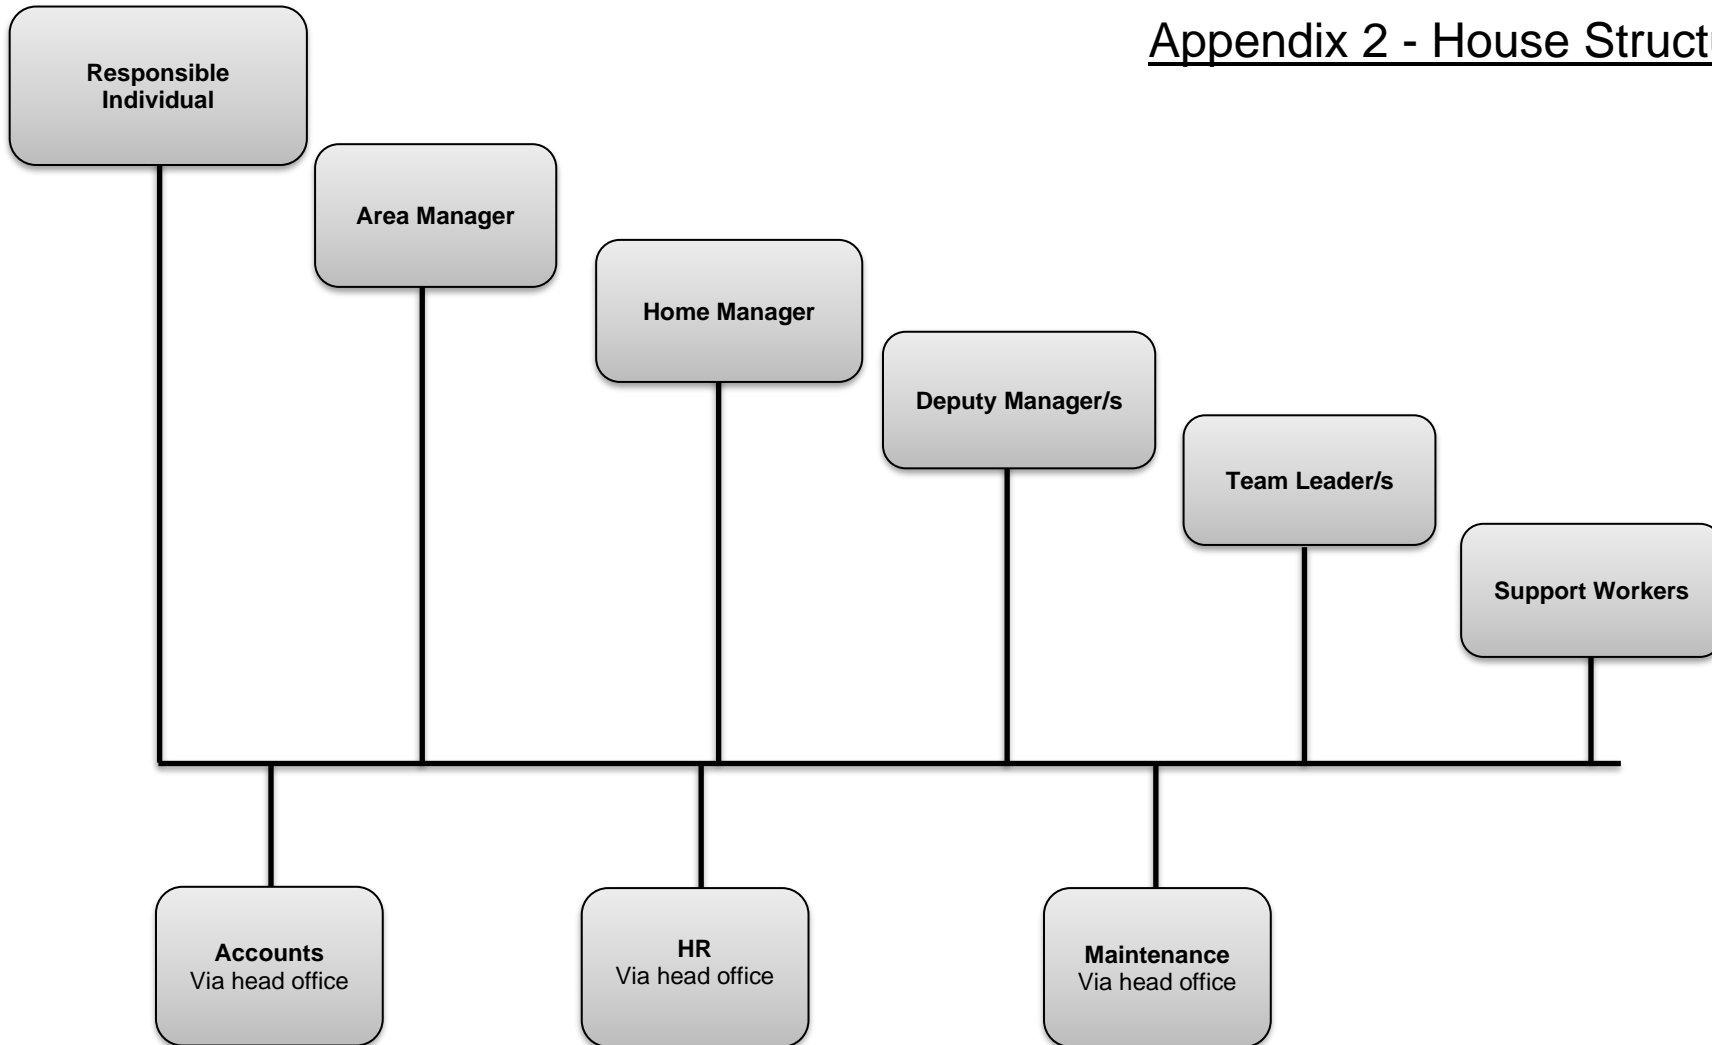 Appendix 2 - House Struct
Responsible
Individual
Area Manager
Home Manager
Deputy Manager/s
Team Leader/s
Support Workers
Accounts
Via head office
HR
Via head office
Maintenance
Via head office